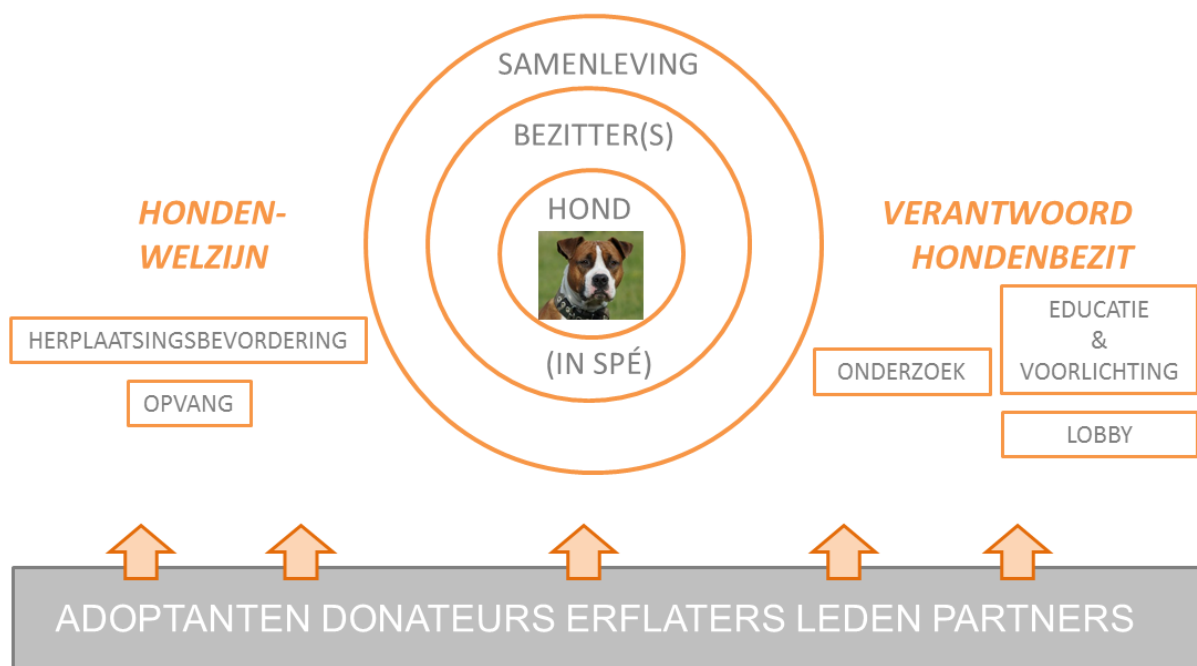 SAMENLEVING
BEZITTER(S)
HOND
(IN SPÉ)
HONDEN-
WELZIJN
HERPLAATSINGSBEVORDERING
OPVANG
VERANTWOORD
HONDENBEZIT
ONDERZOEK
EDUCATIE
&
VOORLICHTING
LOBBY
ADOPTANTEN DONATEURS ERFLATERS LEDEN PARTNERS